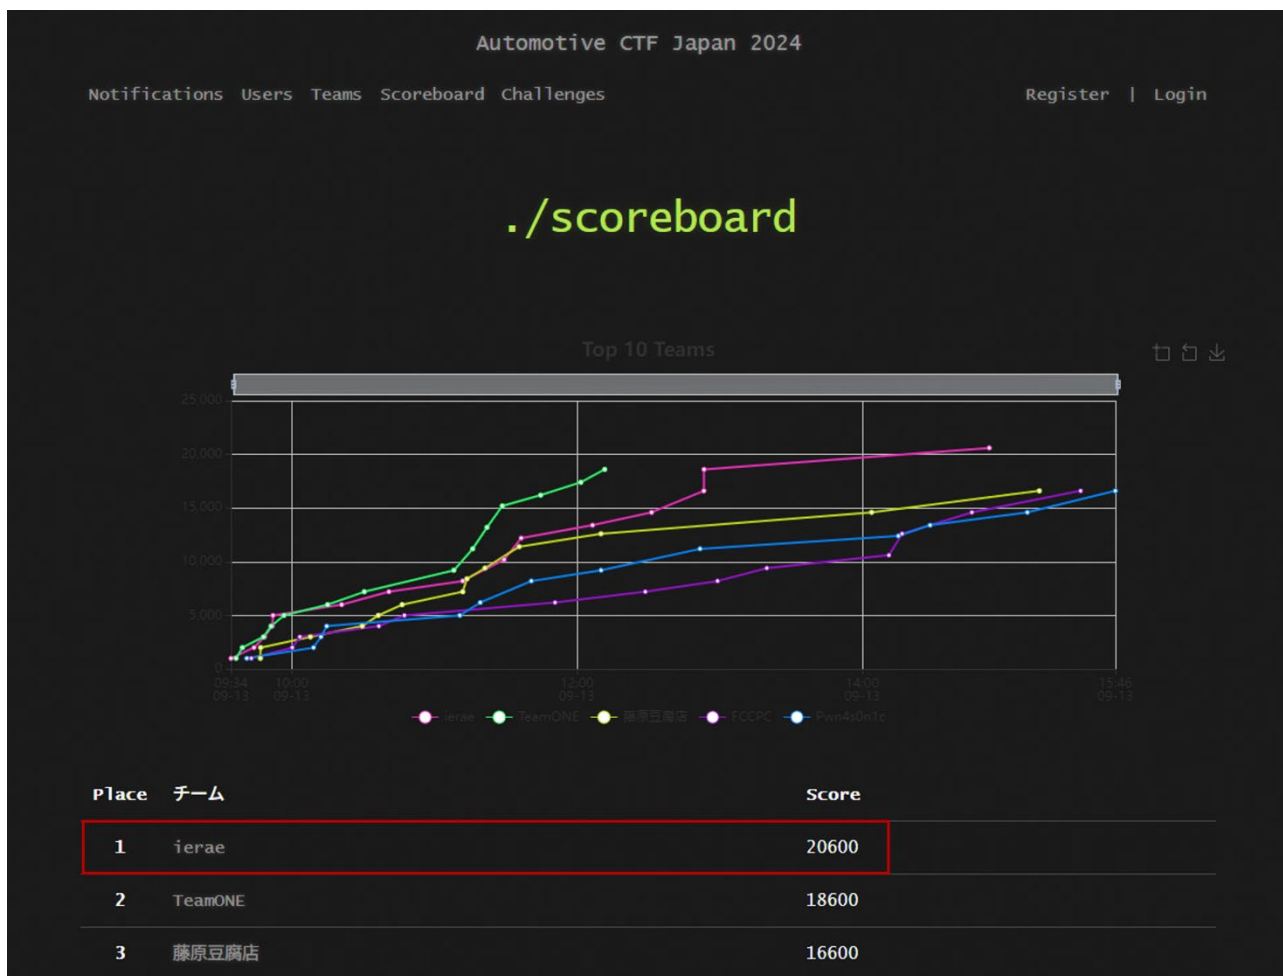 Automotive CTF Japan 2024
Notifications Users Teams Scoreboard Challenges Register | Login
./scoreboard
Top 10 Teams
25,000
20,000
15,000
10,000
5,000
0
09:34 10:00 12:00 14:00 15:46
09-13 09-13 09-13 09-13 09-13
ierae TeamONE 藤原豆腐店 FCCPC Pwn4s0n1c
Place チーム Score
1 ierae 20600
2 TeamONE 18600
3 藤原豆腐店 16600